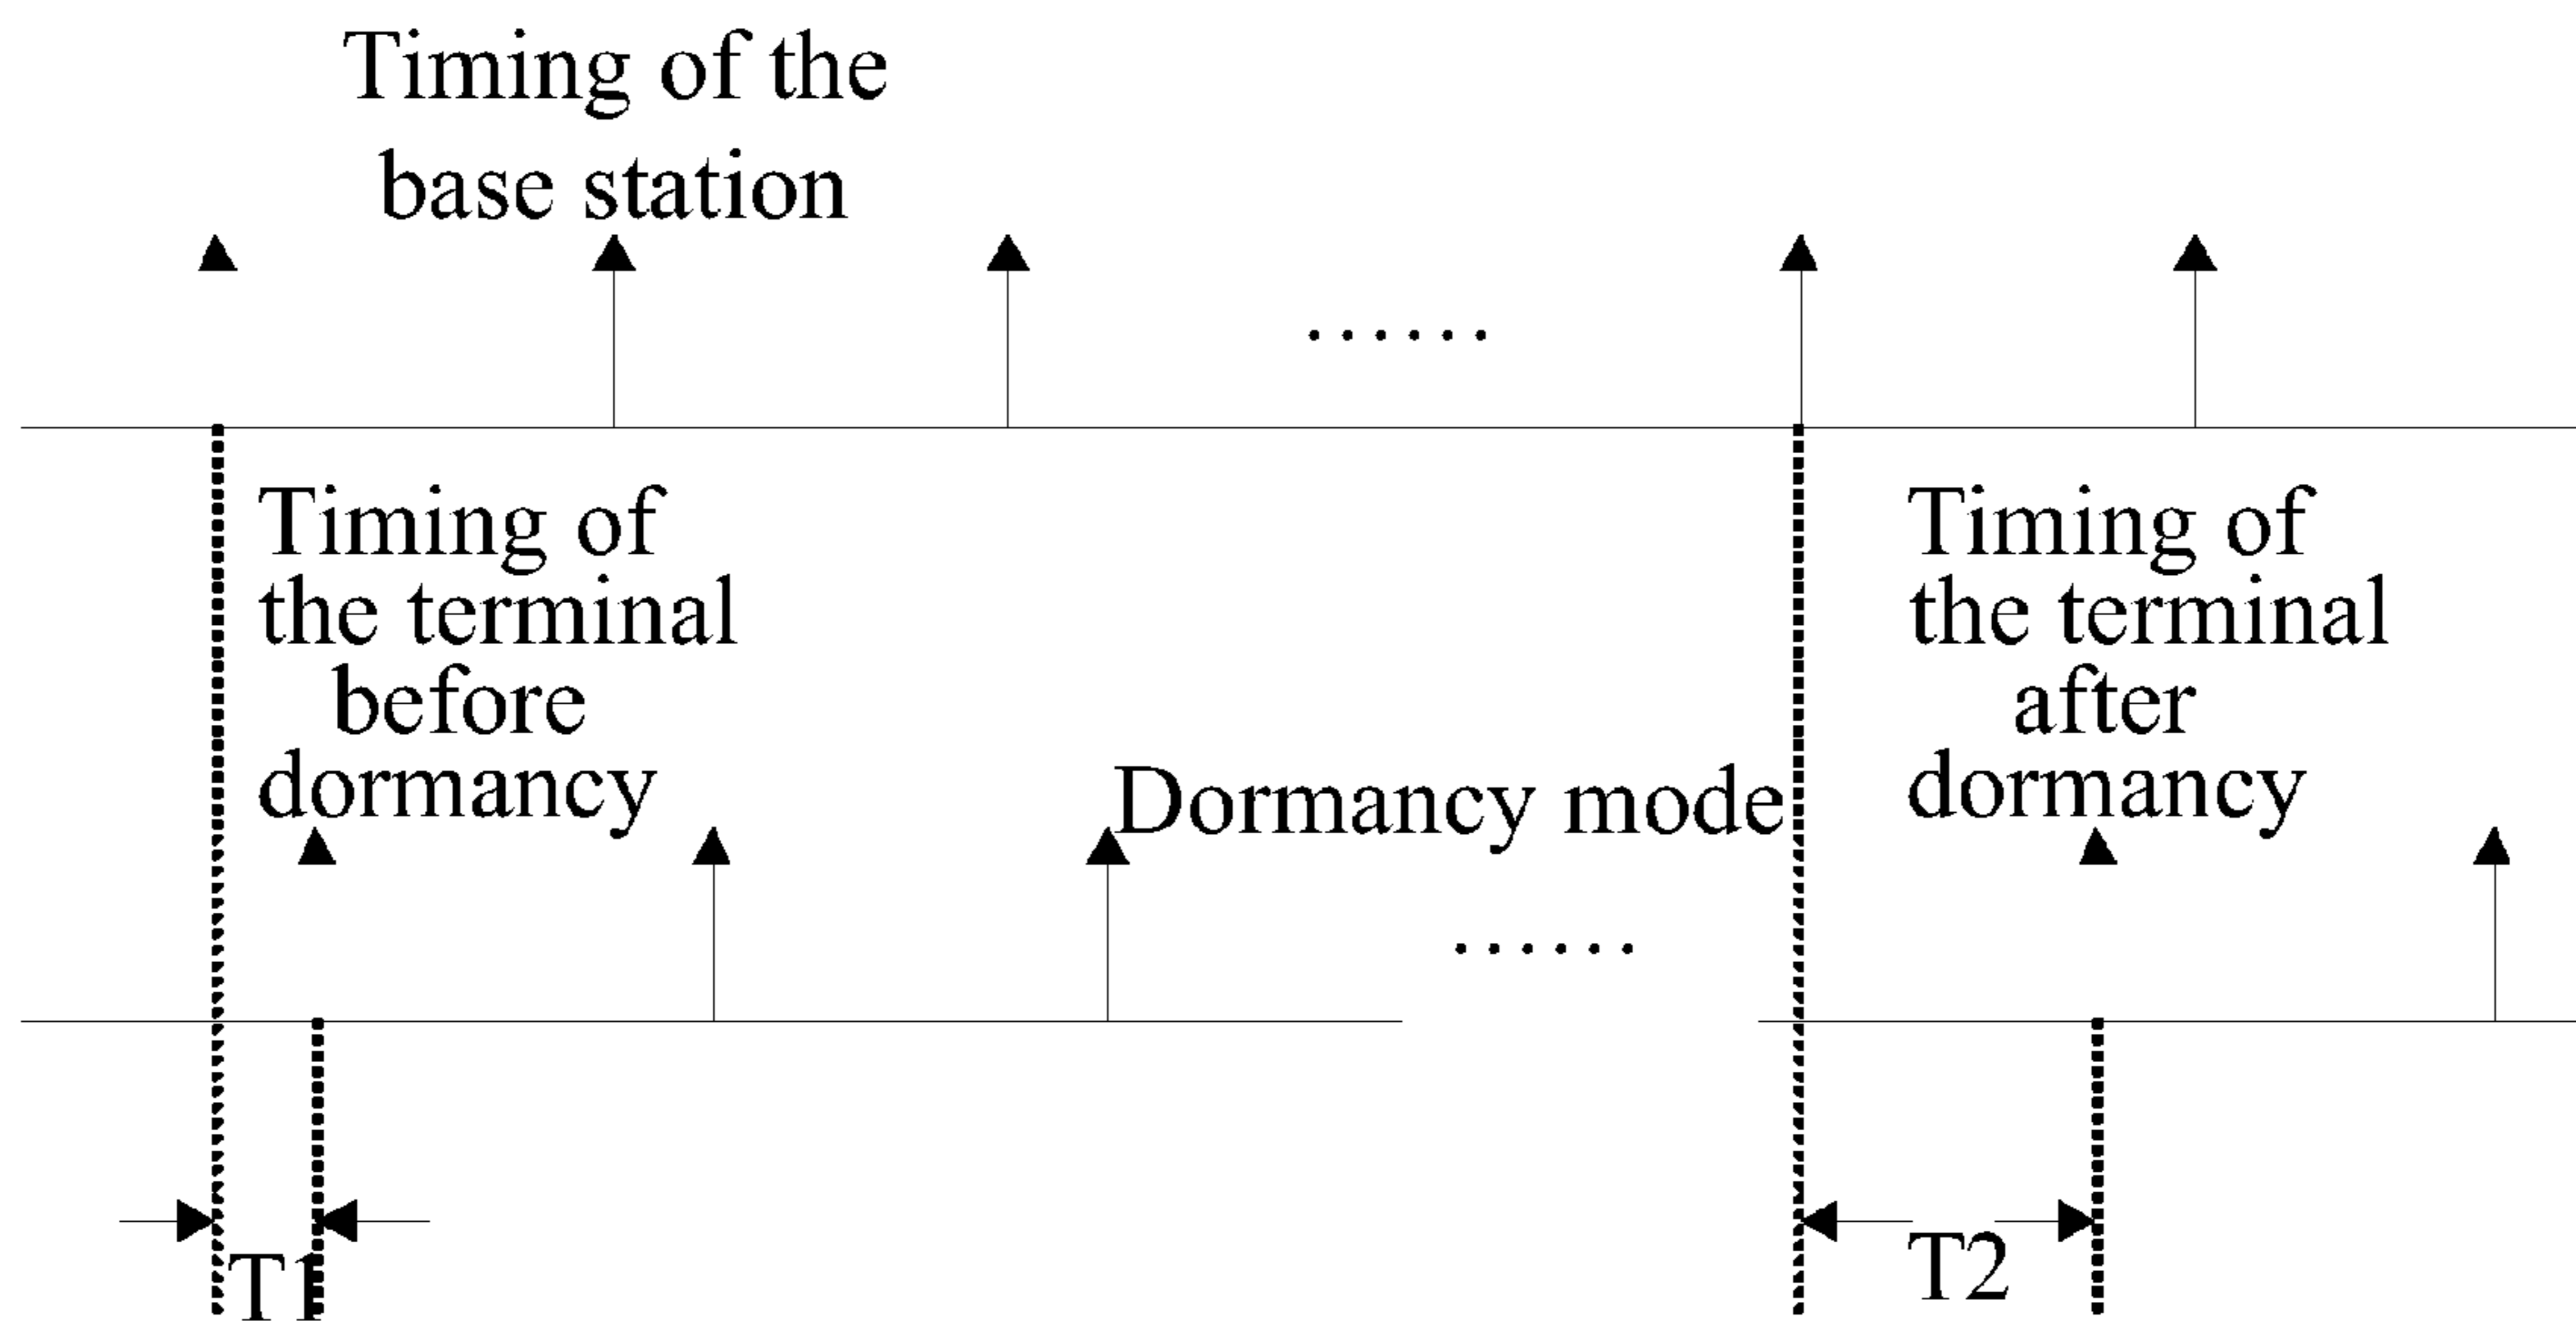 Timing of the
base station
Timing of
the terminal
before
dormancy
Dormancy mode
Timing of
the terminal
after
dormancy
T1
T2